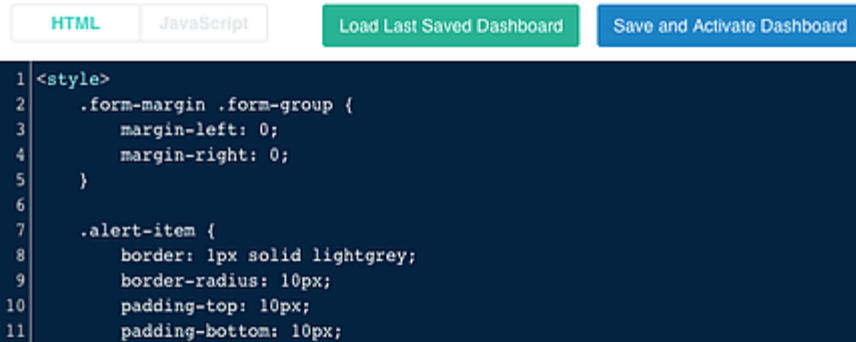 HTML JavaScript Load Last Saved Dashboard Save and Activate Dashboard
1 <style>
2 .form-margin .form-group {
3 margin-left: 0;
4 margin-right: 0;
5 }
6
7 .alert-item {
8 border: 1px solid lightgrey;
9 border-radius: 10px;
10 padding-top: 10px;
11 padding-bottom: 10px;